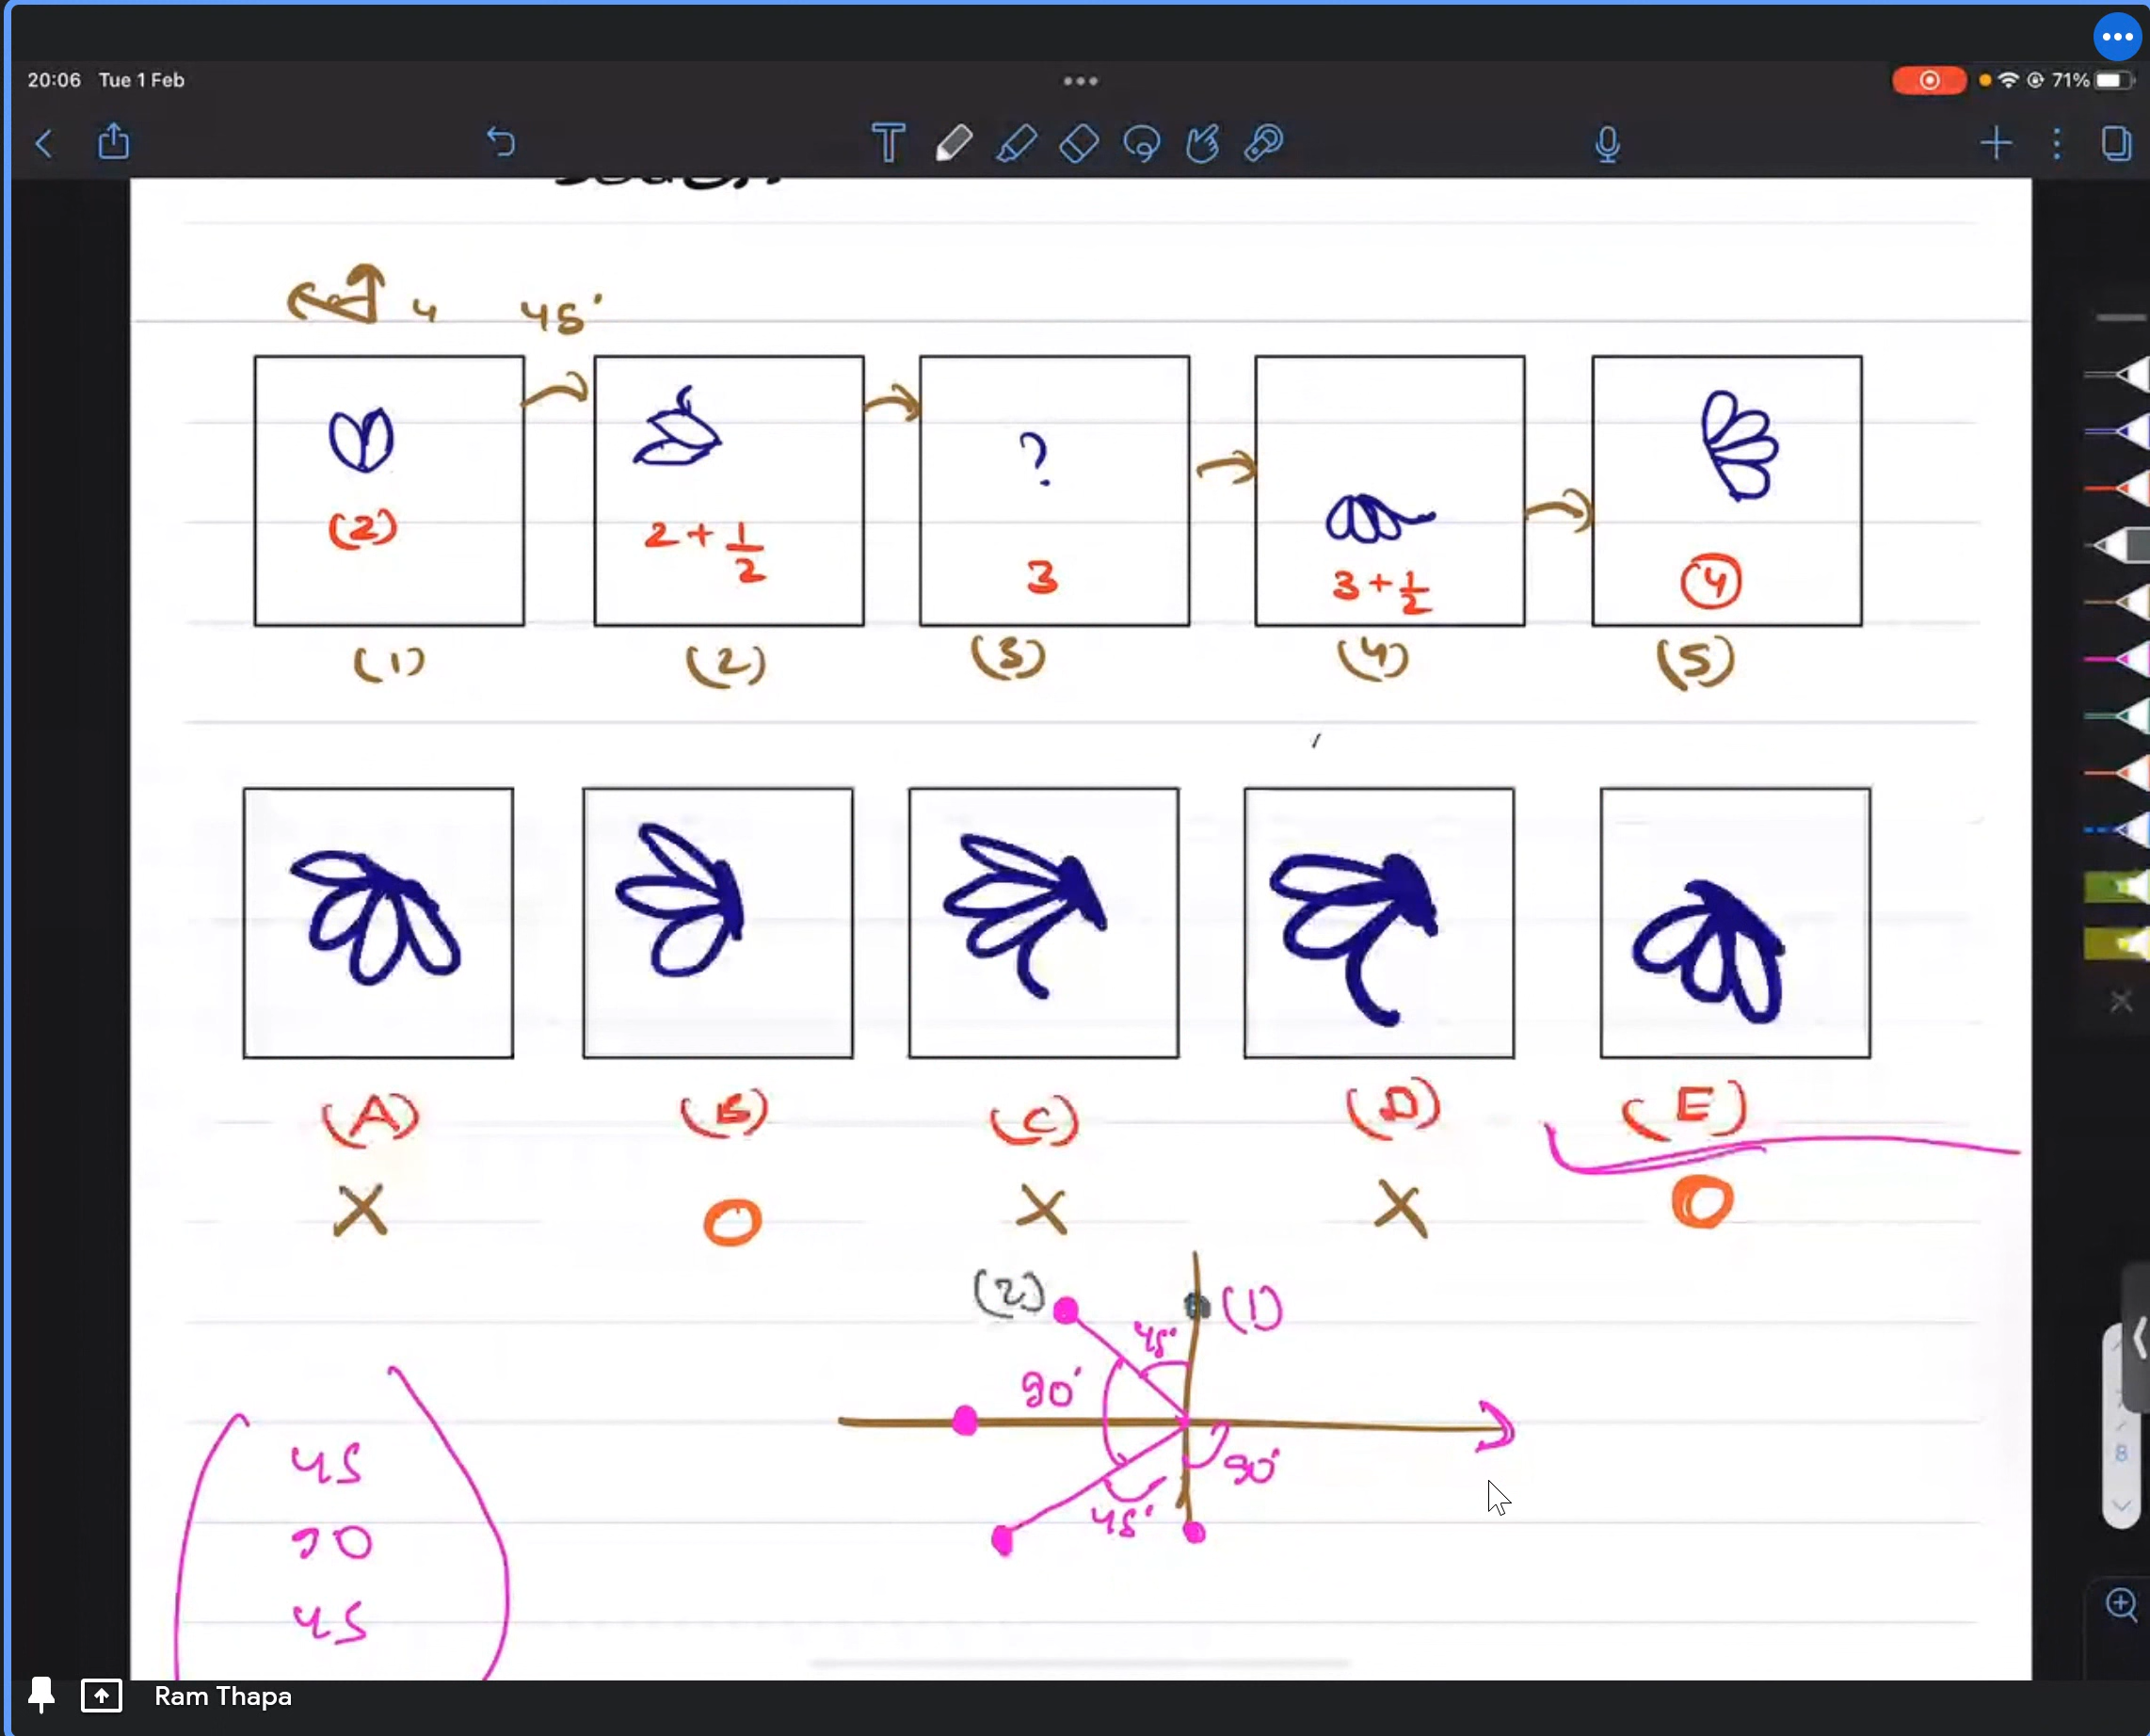 20:06 Tue 1 Feb
71%
T
4 45°
?
(2)
2 + 1/2
3
3 + 1/2
4
(1) (2) (3) (4) (5)
(A) (B) (C) (D) (E)
X O X X O
(2) (1)
45°
90°
90°
45°
45
90
45
8
Ram Thapa